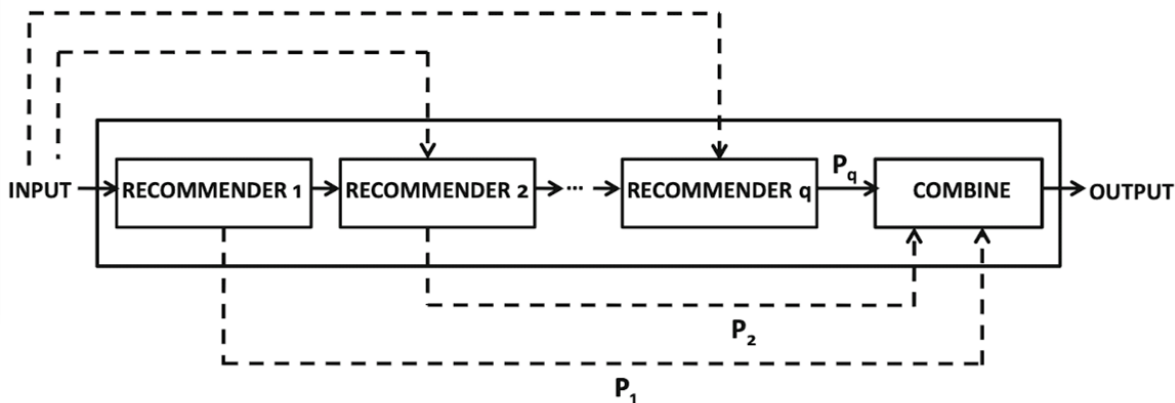 INPUT
RECOMMENDER 1
RECOMMENDER 2
...
RECOMMENDER q
Pq
COMBINE
OUTPUT
P2
P1